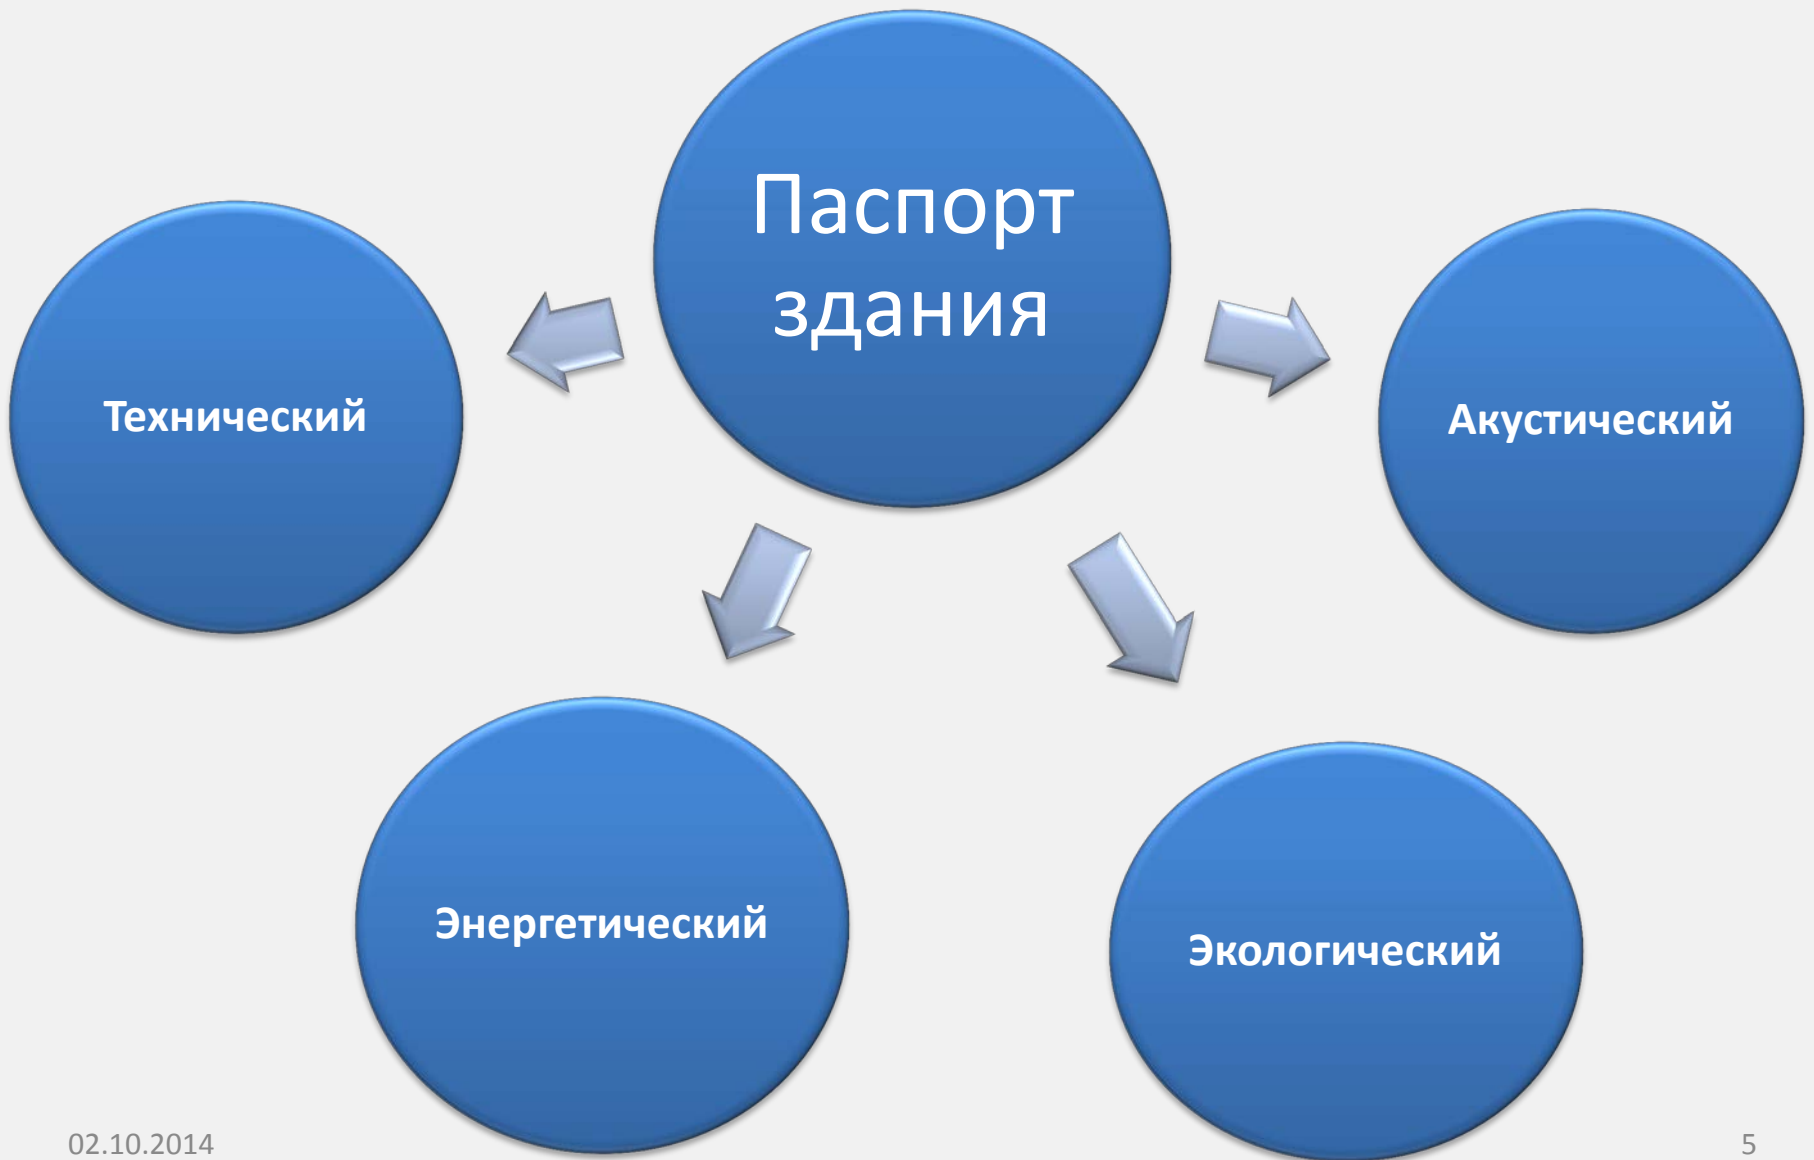 Паспорт
здания
Технический
Акустический
Энергетический
Экологический
02.10.2014
5